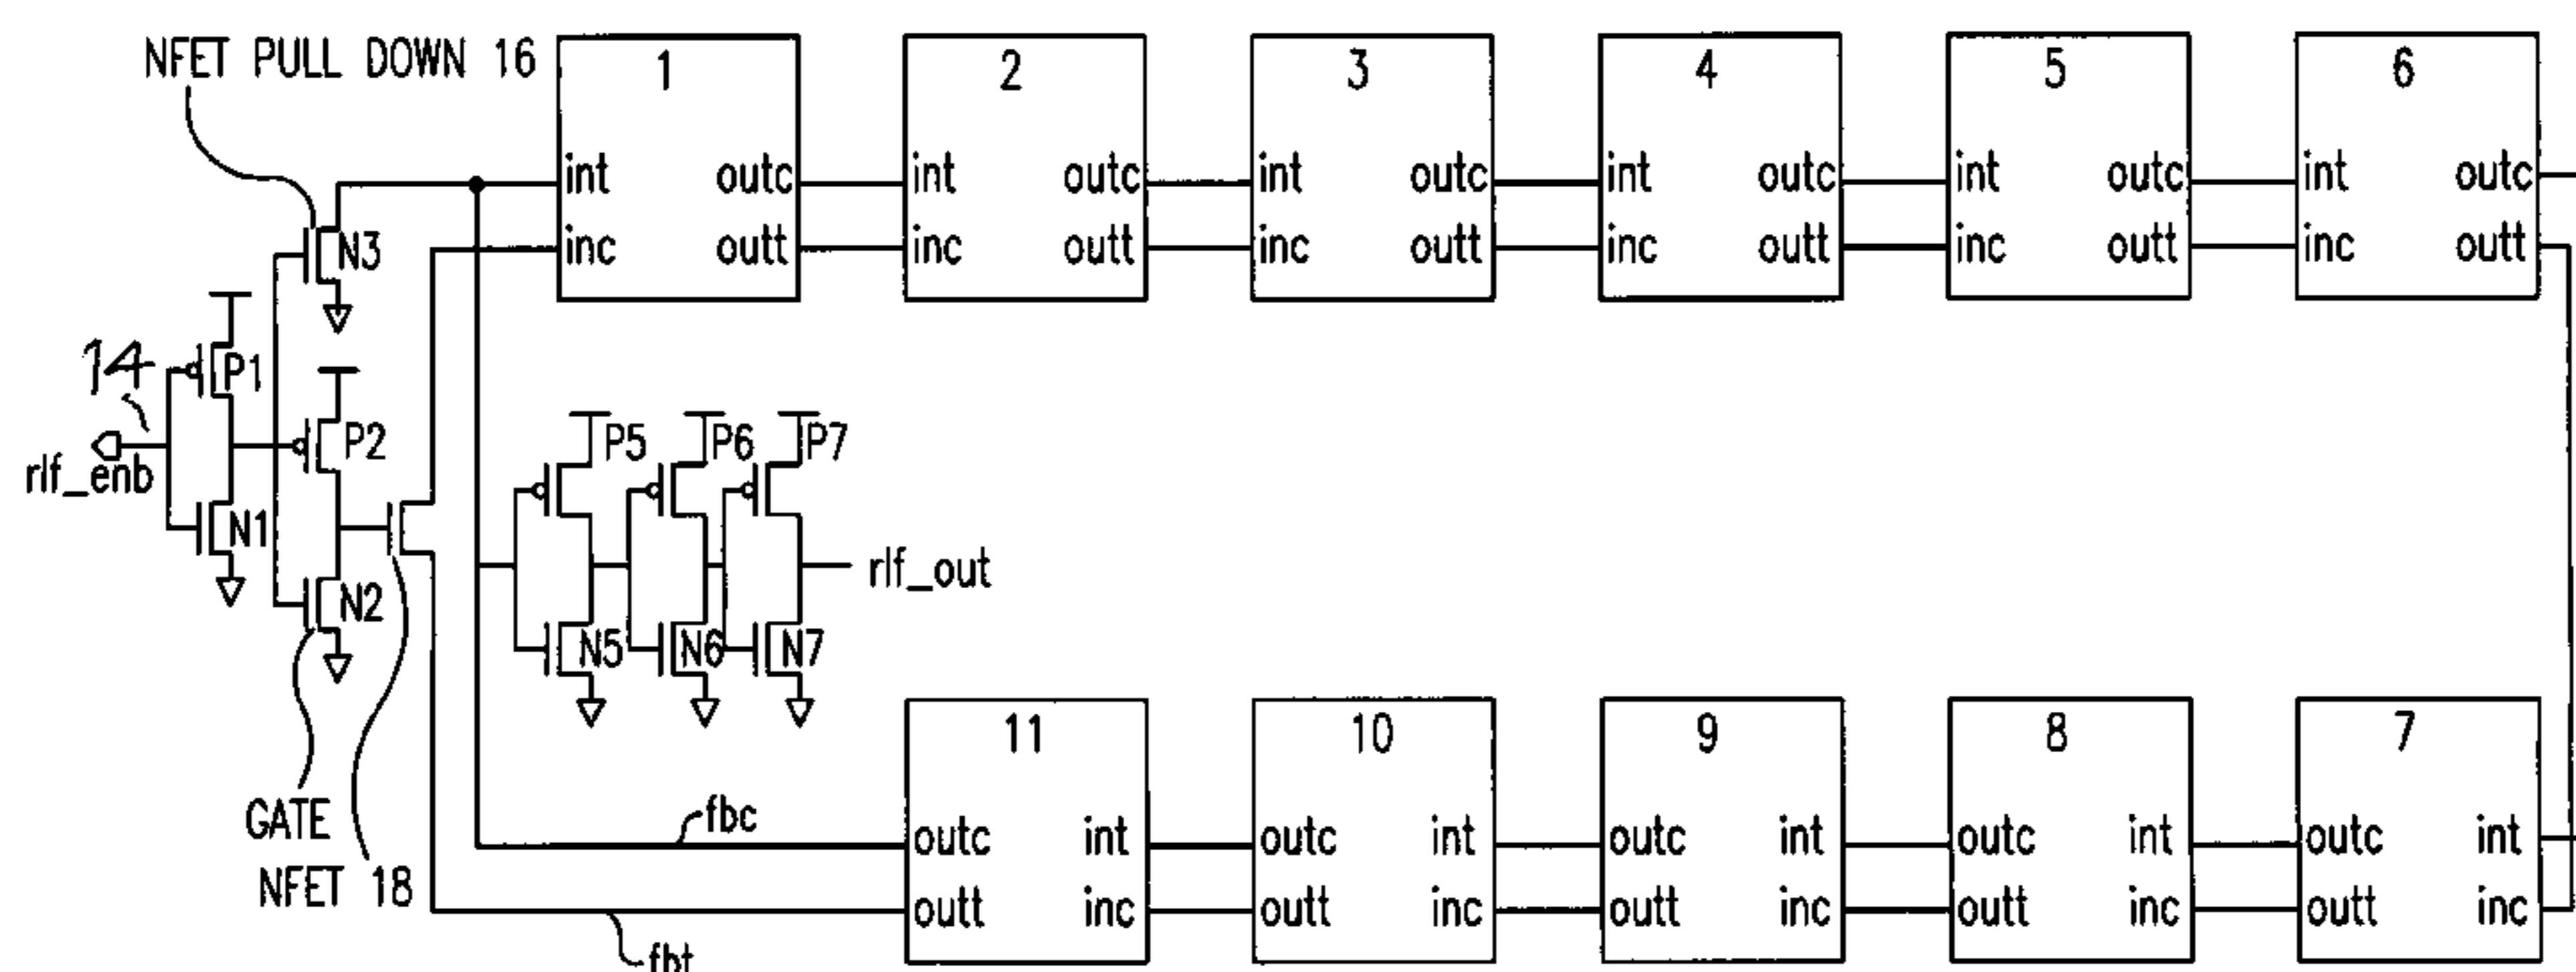 NFET PULL DOWN 16
1
2
3
4
5
6
int
outc
int
outc
int
outc
int
outc
int
outc
int
outc
inc
outt
inc
outt
inc
outt
inc
outt
inc
outt
inc
outt
N3
14
P1
P2
P5
P6
P7
rlf_enb
N1
rlf_out
N2
N5
N6
N7
GATE
NFET 18
fbc
fbt
11
10
9
8
7
outc
int
outc
int
outc
int
outc
int
outc
int
outt
inc
outt
inc
outt
inc
outt
inc
outt
inc